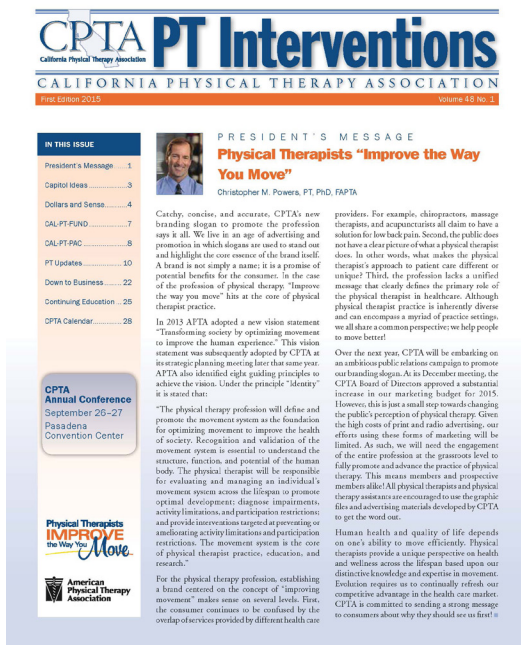 CPTA PT Interventions
California Physical Therapy Association
CALIFORNIA PHYSICAL THERAPY ASSOCIATION
First Edition 2015
Volume 48 No. 1
IN THIS ISSUE
President's Message.....1
Capitol Ideas.................3
Dollars and Sense..........4
CAL-PT-FUND.................7
CAL-PT-PAC...................8
PT Updates.................10
Down to Business........22
Continuing Education...25
CPTA Calendar.............28
CPTA
Annual Conference
September 26–27
Pasadena
Convention Center
Physical Therapists
IMPROVE
the Way You Move
American
Physical Therapy
Association
PRESIDENT'S MESSAGE
Physical Therapists “Improve the Way
You Move”
Christopher M. Powers, PT, PhD, FAPTA
Catchy, concise, and accurate, CPTA's new
branding slogan to promote the profession
says it all. We live in an age of advertising and
promotion in which slogans are used to stand out
and highlight the core essence of the brand itself.
A brand is not simply a name; it is a promise of
potential benefits for the consumer. In the case
of the profession of physical therapy, “Improve
the way you move” hits at the core of physical
therapist practice.
In 2013 APTA adopted a new vision statement
“Transforming society by optimizing movement
to improve the human experience.” This vision
statement was subsequently adopted by CPTA at
its strategic planning meeting later that same year.
APTA also identified eight guiding principles to
achieve the vision. Under the principle “Identity”
it is stated that:
“The physical therapy profession will define and
promote the movement system as the foundation
for optimizing movement to improve the health
of society. Recognition and validation of the
movement system is essential to understand the
structure, function, and potential of the human
body. The physical therapist will be responsible
for evaluating and managing an individual's
movement system across the lifespan to promote
optimal development; diagnose impairments,
activity limitations, and participation restrictions;
and provide interventions targeted at preventing or
ameliorating activity limitations and participation
restrictions. The movement system is the core
of physical therapist practice, education, and
research.”
For the physical therapy profession, establishing
a brand centered on the concept of “improving
movement” makes sense on several levels. First,
the consumer continues to be confused by the
overlap of services provided by different health care
providers. For example, chiropractors, massage
therapists, and acupuncturists all claim to have a
solution for low back pain. Second, the public does
not have a clear picture of what a physical therapist
does. In other words, what makes the physical
therapist's approach to patient care different or
unique? Third, the profession lacks a unified
message that clearly defines the primary role of
the physical therapist in healthcare. Although
physical therapist practice is inherently diverse
and can encompass a myriad of practice settings,
we all share a common perspective; we help people
to move better!
Over the next year, CPTA will be embarking on
an ambitious public relations campaign to promote
our branding slogan. At its December meeting, the
CPTA Board of Directors approved a substantial
increase in our marketing budget for 2015.
However, this is just a small step towards changing
the public's perception of physical therapy. Given
the high costs of print and radio advertising, our
efforts using these forms of marketing will be
limited. As such, we will need the engagement
of the entire profession at the grassroots level to
fully promote and advance the practice of physical
therapy. This means members and prospective
members alike! All physical therapists and physical
therapy assistants are encouraged to use the graphic
files and advertising materials developed by CPTA
to get the word out.
Human health and quality of life depends
on one's ability to move efficiently. Physical
therapists provide a unique perspective on health
and wellness across the lifespan based upon our
distinctive knowledge and expertise in movement.
Evolution requires us to continually refresh our
competitive advantage in the health care market.
CPTA is committed to sending a strong message
to consumers about why they should see us first!